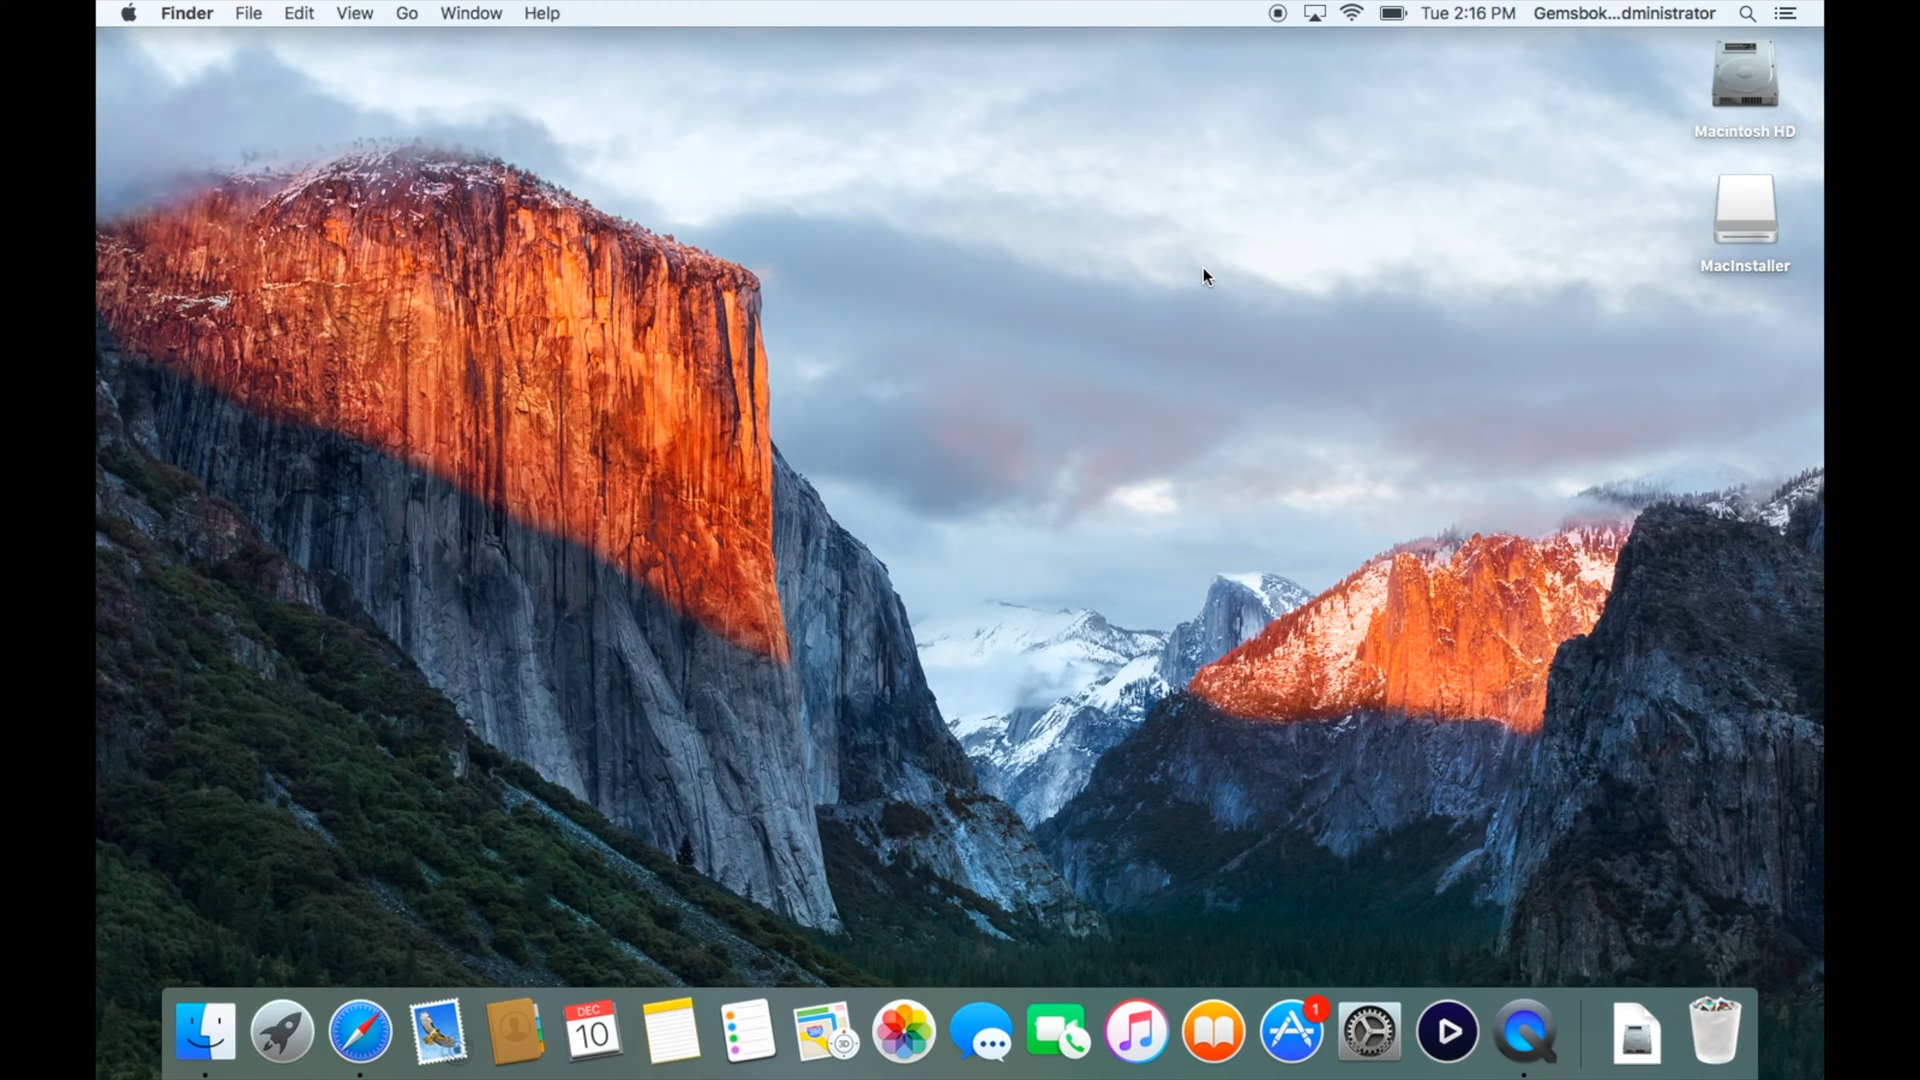 Finder File Edit View Go Window Help Tue 2:16 PM Gemsbok...dministrator
Macintosh HD
MacInstaller
DEC
10
3D
1